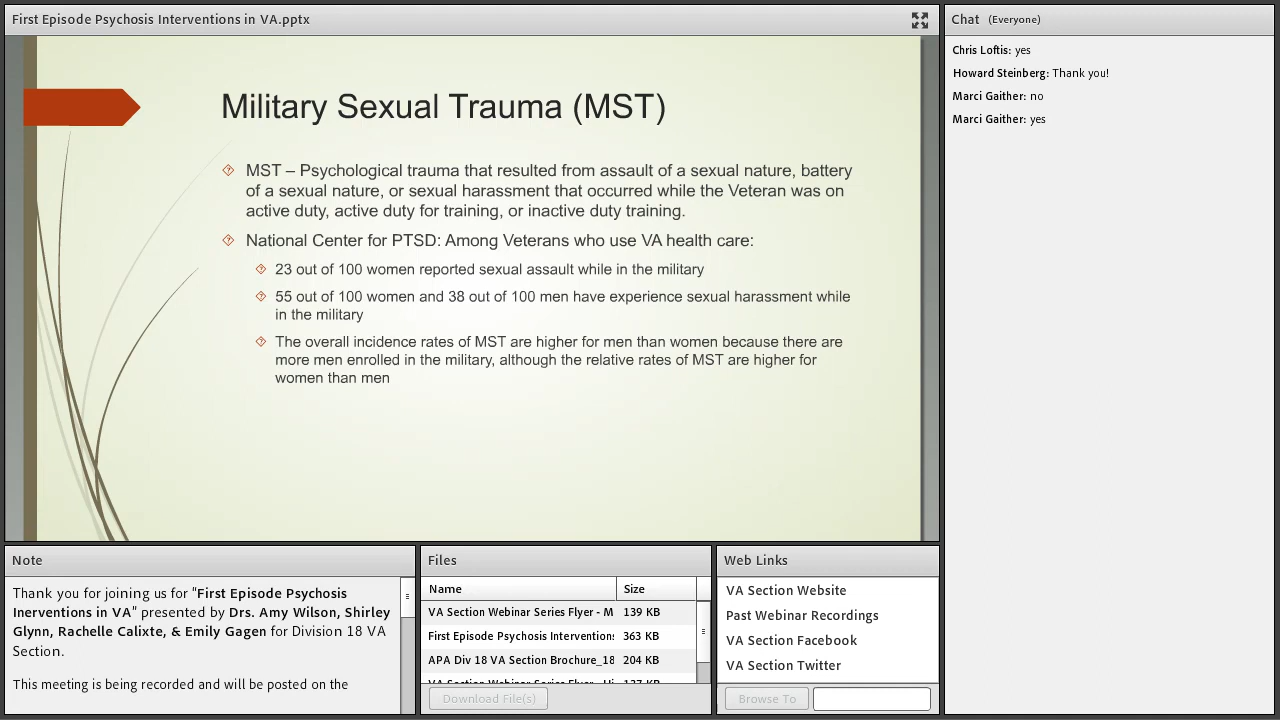 First Episode Psychosis Interventions in VA.pptx
Military Sexual Trauma (MST)
MST – Psychological trauma that resulted from assault of a sexual nature, battery
of a sexual nature, or sexual harassment that occurred while the Veteran was on
active duty, active duty for training, or inactive duty training.
National Center for PTSD: Among Veterans who use VA health care:
23 out of 100 women reported sexual assault while in the military
55 out of 100 women and 38 out of 100 men have experience sexual harassment while
in the military
The overall incidence rates of MST are higher for men than women because there are
more men enrolled in the military, although the relative rates of MST are higher for
women than men
Chat (Everyone)
Chris Loftis: yes
Howard Steinberg: Thank you!
Marci Gaither: no
Marci Gaither: yes
Note
Thank you for joining us for "First Episode Psychosis
Inerventions in VA" presented by Drs. Amy Wilson, Shirley
Glynn, Rachelle Calixte, & Emily Gagen for Division 18 VA
Section.
This meeting is being recorded and will be posted on the
Files
Name Size
VA Section Webinar Series Flyer - M 139 KB
First Episode Psychosis Interventions 363 KB
APA Div 18 VA Section Brochure_18 204 KB
VA Section Webinar Series Flyer - Hi 137 KB
Download File(s)
Web Links
VA Section Website
Past Webinar Recordings
VA Section Facebook
VA Section Twitter
Browse To